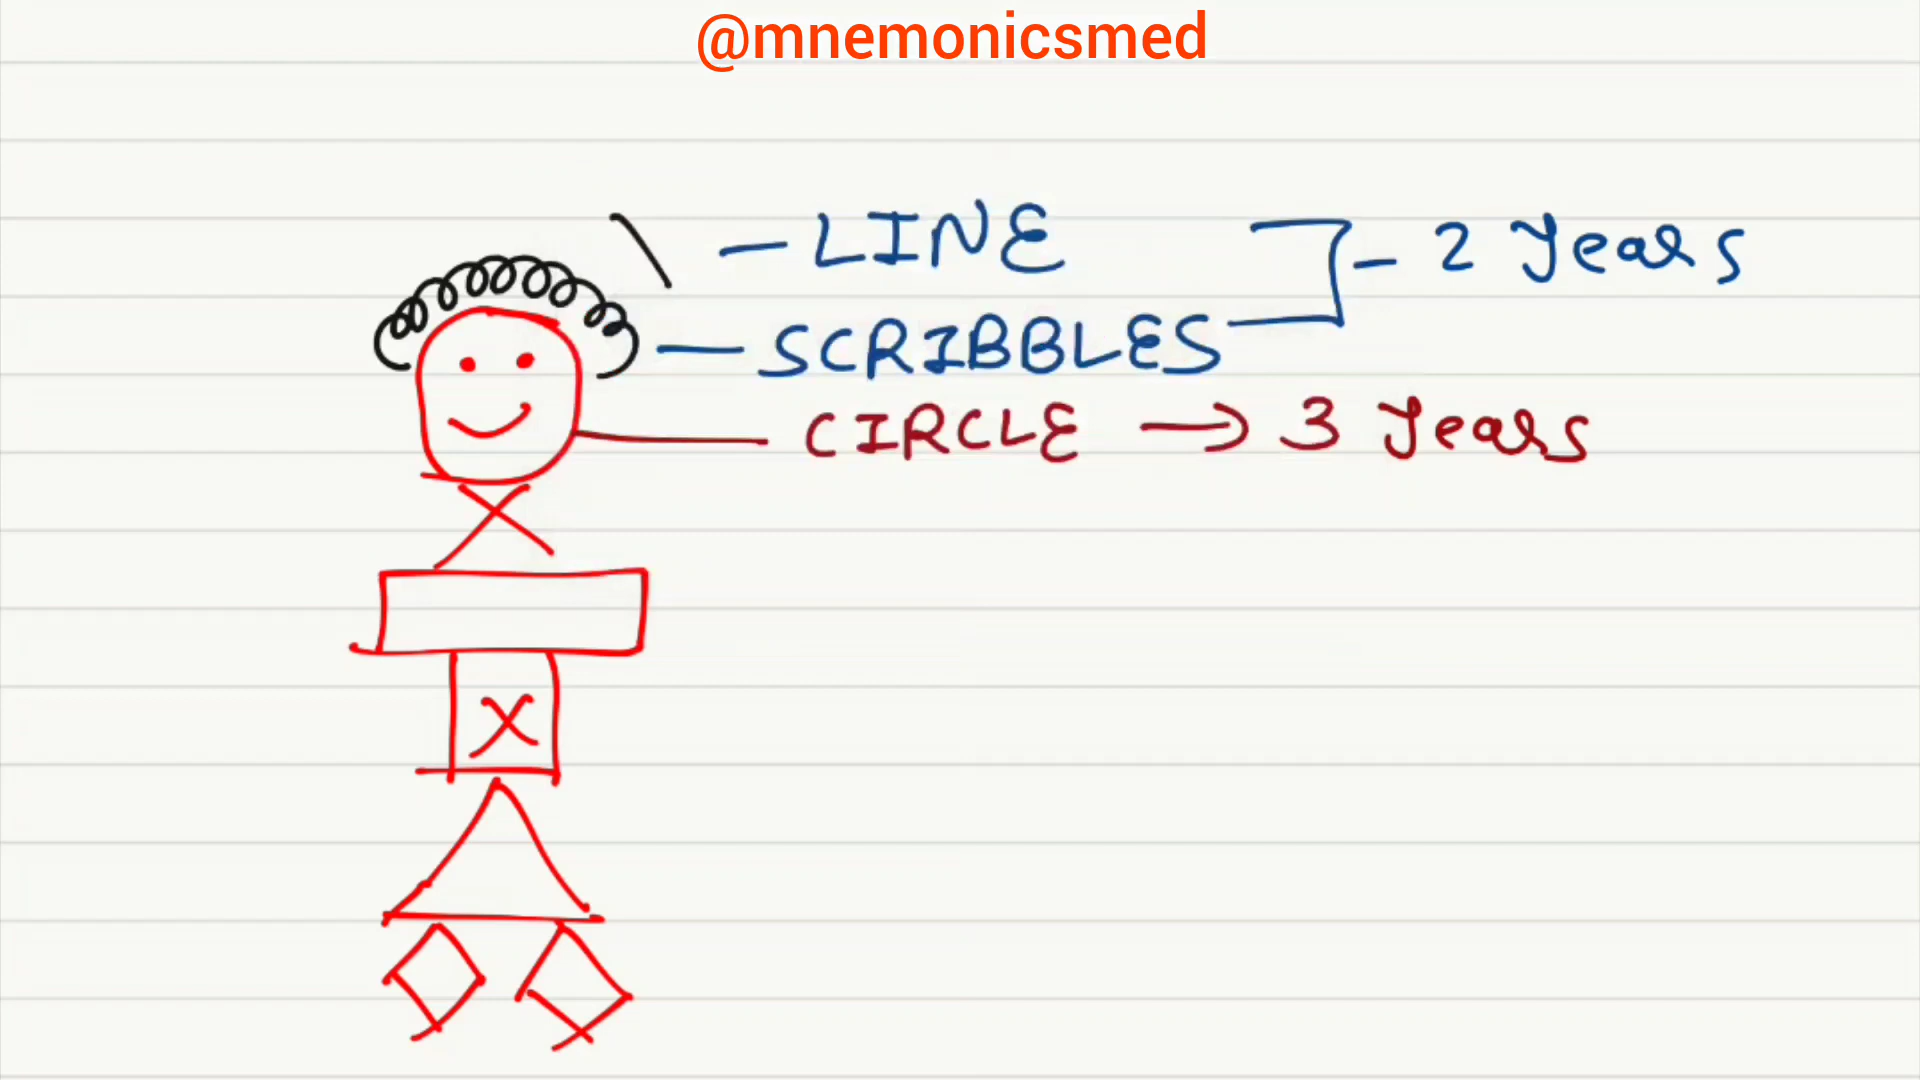 @mnemonicsmed
LINE - 2 Years
SCRIBBLES
CIRCLE → 3 Years
X